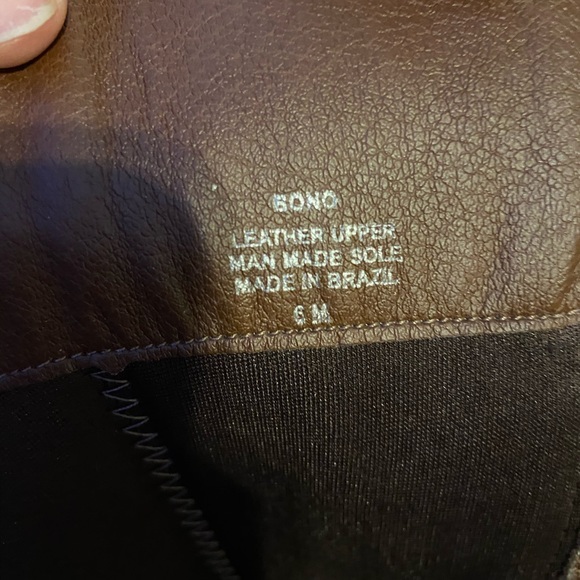 BONO
LEATHER UPPER
MAN MADE SOLE
MADE IN BRAZIL
6 M